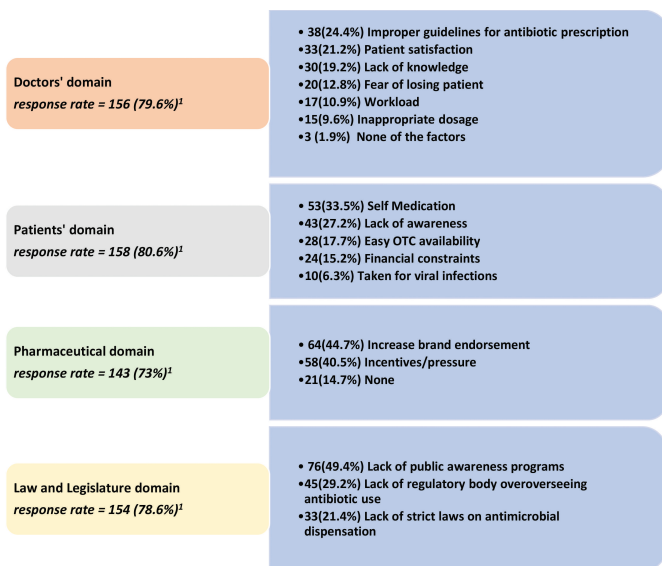 Doctors' domain
response rate = 156 (79.6%)1
• 38(24.4%) Improper guidelines for antibiotic prescription
•33(21.2%) Patient satisfaction
•30(19.2%) Lack of knowledge
•20(12.8%) Fear of losing patient
•17(10.9%) Workload
•15(9.6%) Inappropriate dosage
•3 (1.9%) None of the factors
Patients' domain
response rate = 158 (80.6%)1
• 53(33.5%) Self Medication
•43(27.2%) Lack of awareness
•28(17.7%) Easy OTC availability
•24(15.2%) Financial constraints
•10(6.3%) Taken for viral infections
Pharmaceutical domain
response rate = 143 (73%)1
• 64(44.7%) Increase brand endorsement
•58(40.5%) Incentives/pressure
•21(14.7%) None
Law and Legislature domain
response rate = 154 (78.6%)1
• 76(49.4%) Lack of public awareness programs
•45(29.2%) Lack of regulatory body overoverseeing
antibiotic use
•33(21.4%) Lack of strict laws on antimicrobial
dispensation